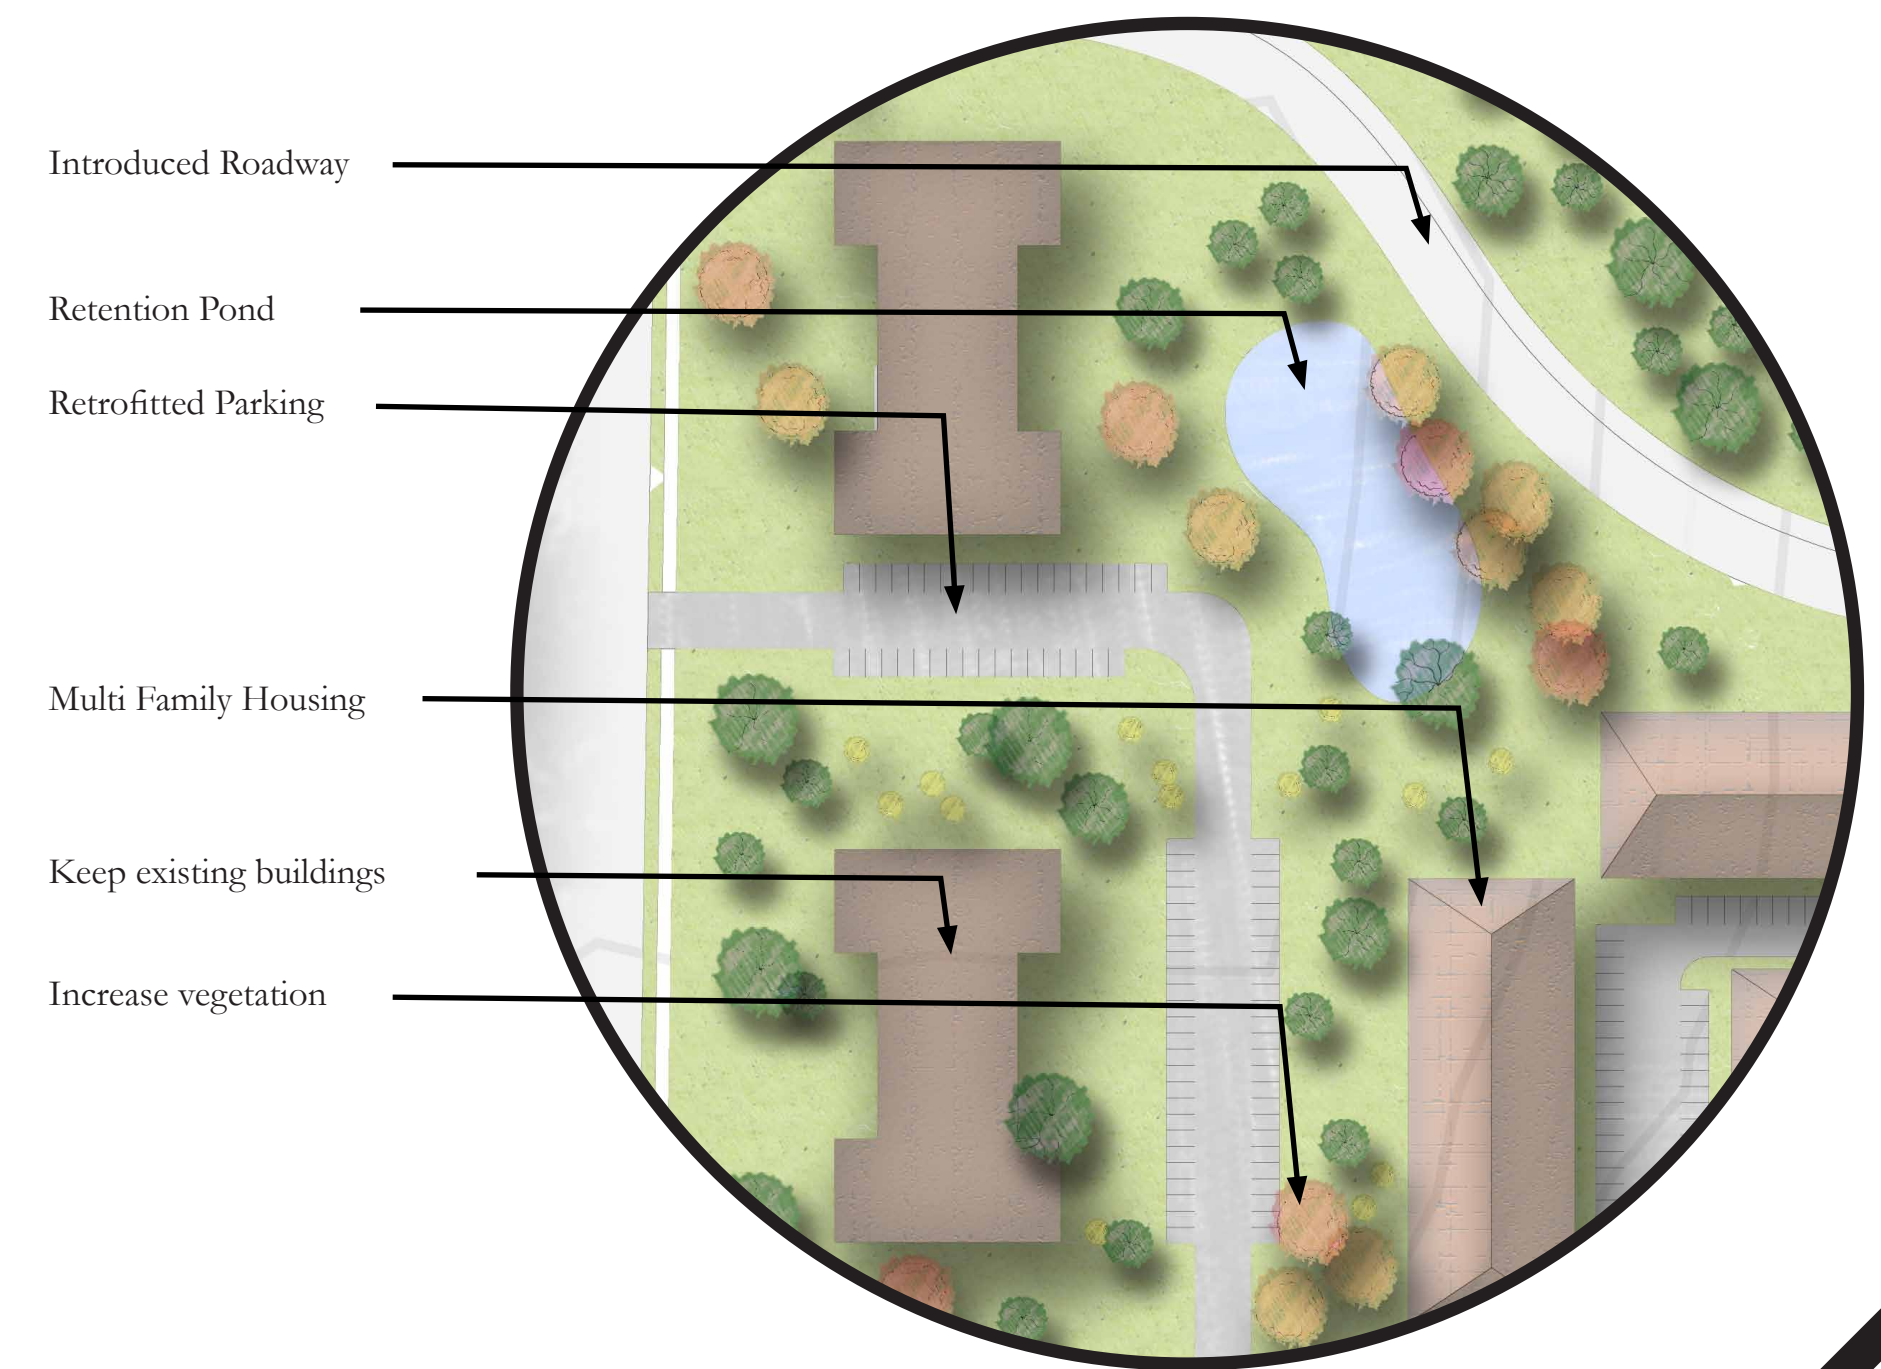 Introduced Roadway
Retention Pond
Retrofitted Parking
Multi Family Housing
Keep existing buildings
Increase vegetation